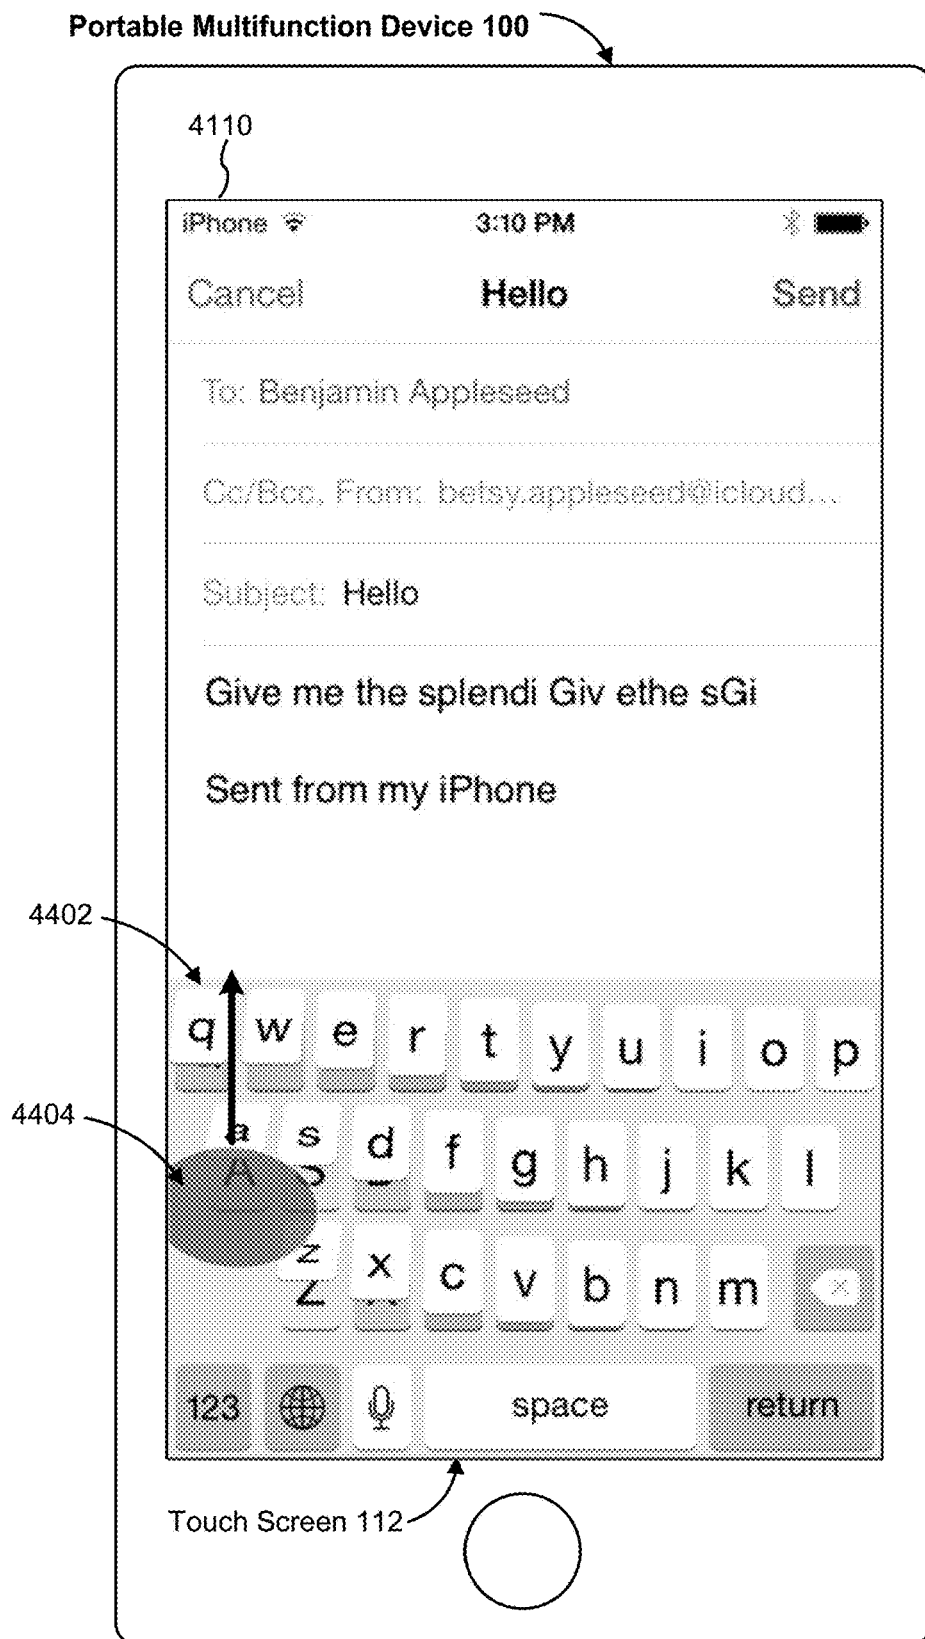 Portable Multifunction Device 100
4110
iPhone 3:10 PM
Cancel Hello Send
To: Benjamin Appleseed
Cc/Bcc, From: betsy.appleseed@icloud...
Subject: Hello
Give me the splendi Giv ethe sGi
Sent from my iPhone
4402
q w e r t y u i o p
4404
a s d f g h j k l
A
z x c v b n m
Z
123 space return
Touch Screen 112